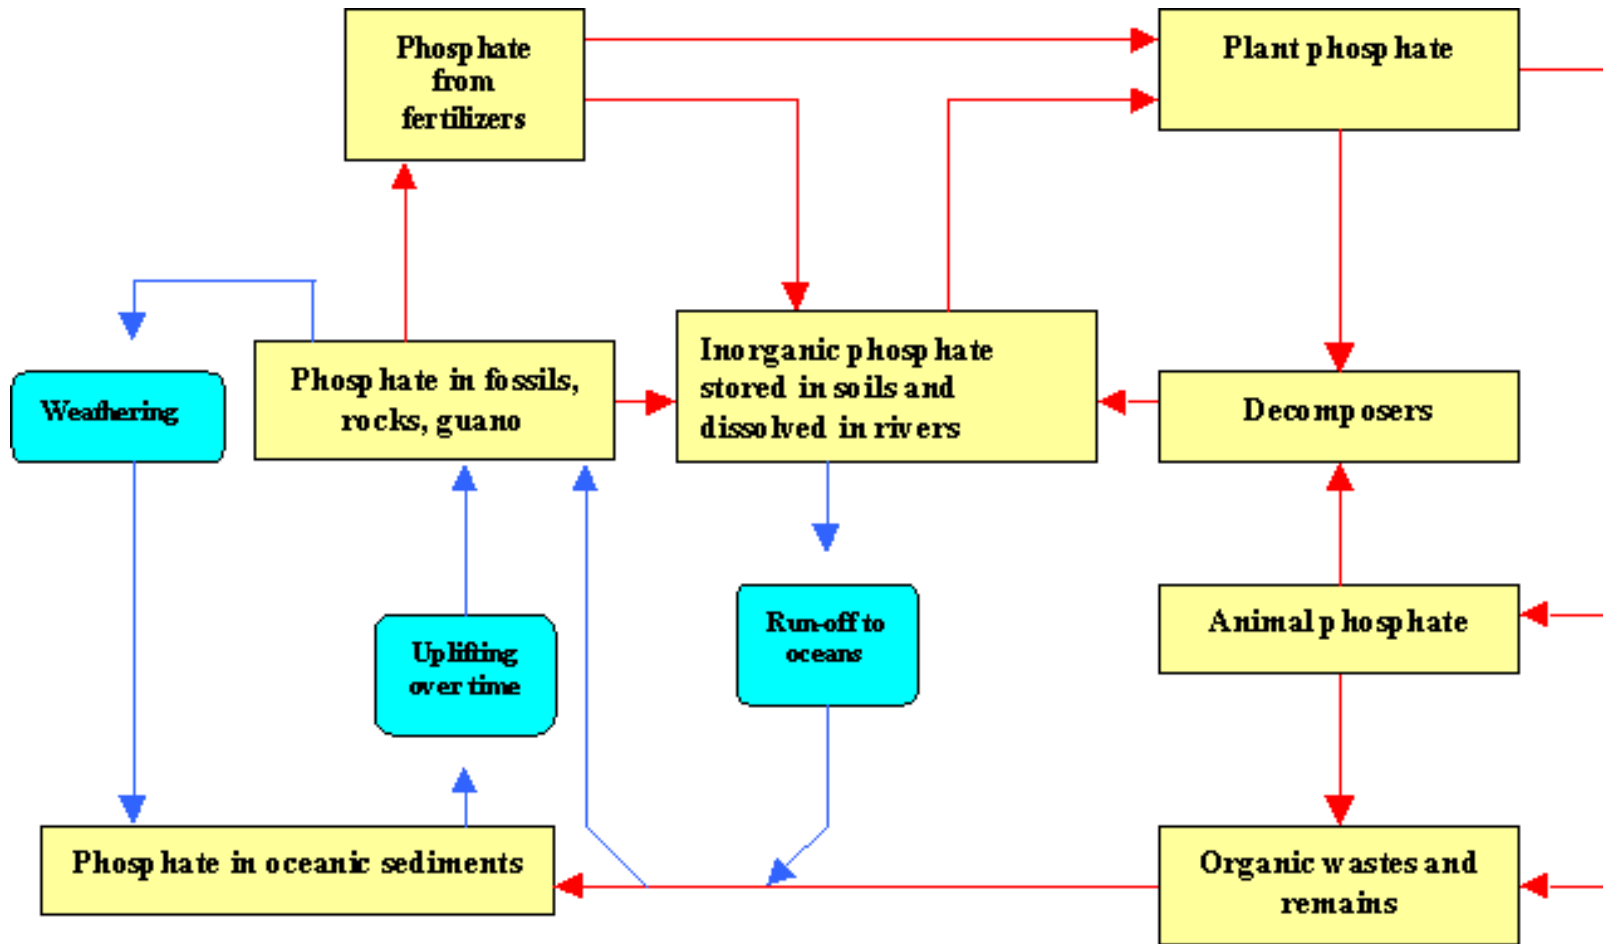 Phosphate
from
fertilizers
Plant phosphate
Weathering
Phosphate in fossils,
rocks, guano
Inorganic phosphate
stored in soils and
dissolved in rivers
Decomposers
Uplifting
over time
Run-off to
oceans
Animal phosphate
Phosphate in oceanic sediments
Organic wastes and
remains